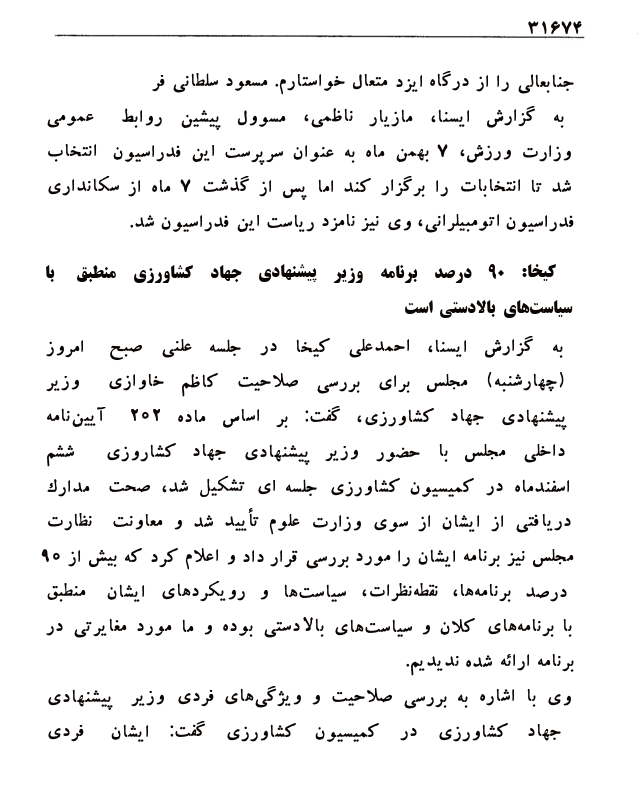 ۳۱۶۷۴
جنابعالی را از درگاه ایزد متعال خواستارم. مسعود سلطانی فر
به گزارش ایسنا، مازیار ناظمی، مسوول پیشین روابط عمومی
وزارت ورزش، ۷ بهمن ماه به عنوان سرپرست این فدراسیون انتخاب
شد تا انتخابات را برگزار کند اما پس از گذشت ۷ ماه از سکانداری
فدراسیون اتومبیلرانی، وی نیز نامزد ریاست این فدراسیون شد.
کیخا: ۹۰ درصد برنامه وزیر پیشنهادی جهاد کشاورزی منطبق با
سیاست‌های بالادستی است
به گزارش ایسنا، احمدعلی کیخا در جلسه علنی صبح امروز
(چهارشنبه) مجلس برای بررسی صلاحیت کاظم خاوازی وزیر
پیشنهادی جهاد کشاورزی، گفت: بر اساس ماده ۲۰۲ آیین‌نامه
داخلی مجلس با حضور وزیر پیشنهادی جهاد کشاروزی ششم
اسفندماه در کمیسیون کشاورزی جلسه ای تشکیل شد، صحت مدارك
دریافتی از ایشان از سوی وزارت علوم تأیید شد و معاونت نظارت
مجلس نیز برنامه ایشان را مورد بررسی قرار داد و اعلام کرد که بیش از ۹۵
درصد برنامه‌ها، نقطه‌نظرات، سیاست‌ها و رویکردهای ایشان منطبق
با برنامه‌های کلان و سیاست‌های بالادستی بوده و ما مورد مغایرتی در
برنامه ارائه شده ندیدیم.
وی با اشاره به بررسی صلاحیت و ویژگی‌های فردی وزیر پیشنهادی
جهاد کشاورزی در کمیسیون کشاورزی گفت: ایشان فردی